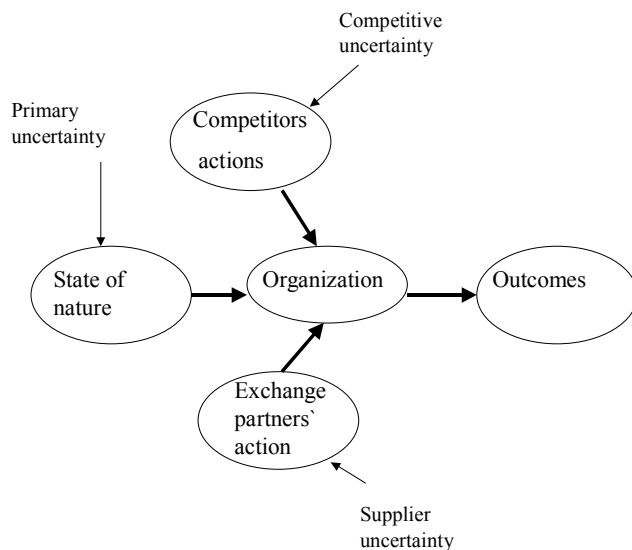 Competitive
uncertainty
Primary
uncertainty
Competitors
actions
State of
nature
Organization
Outcomes
Exchange
partners`
action
Supplier
uncertainty